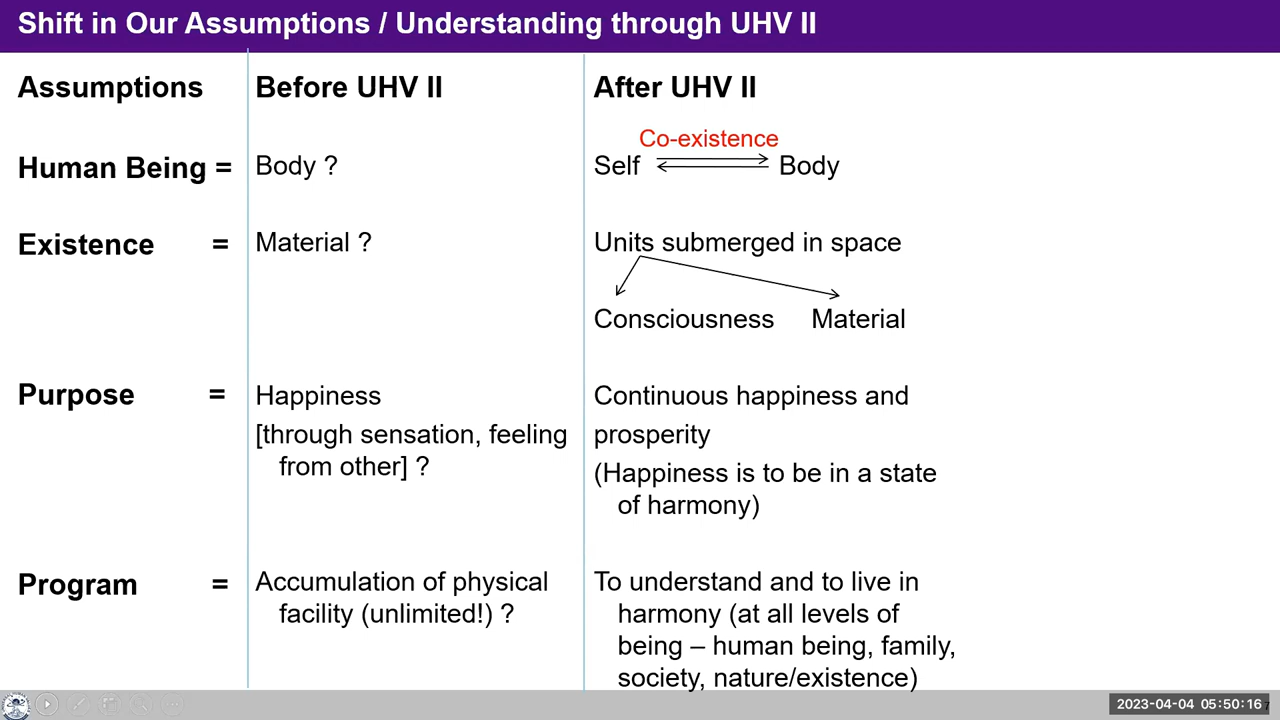 Shift in Our Assumptions / Understanding through UHV II
Assumptions Before UHV II After UHV II
Co-existence
Human Being = Body ? Self Body
Existence = Material ? Units submerged in space
Consciousness Material
Purpose = Happiness Continuous happiness and
[through sensation, feeling prosperity
from other] ? (Happiness is to be in a state
of harmony)
Program = Accumulation of physical To understand and to live in
facility (unlimited!) ? harmony (at all levels of
being – human being, family,
society, nature/existence)
2023-04-04 05:50:16
7